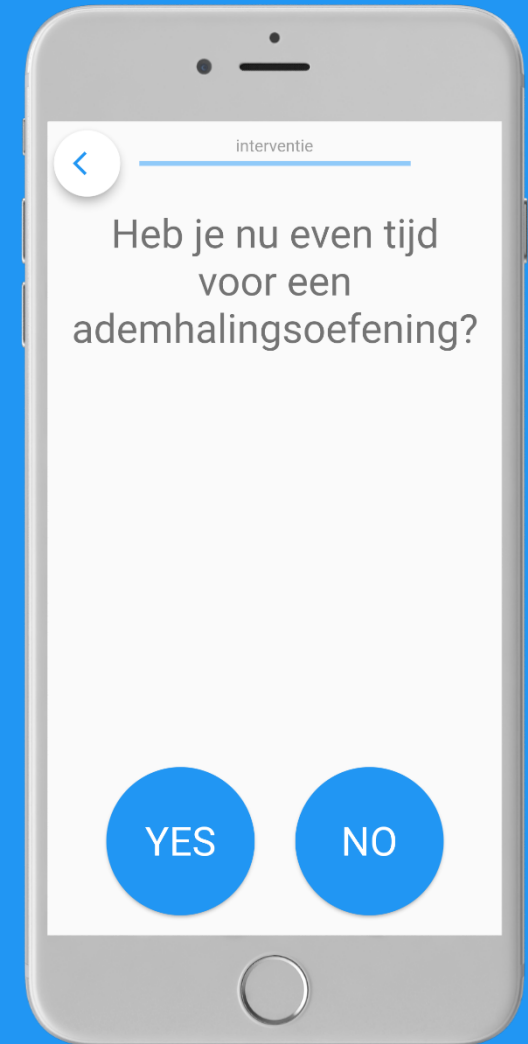 interventie
Heb je nu even tijd
voor een
ademhalingsoefening?
YES
NO